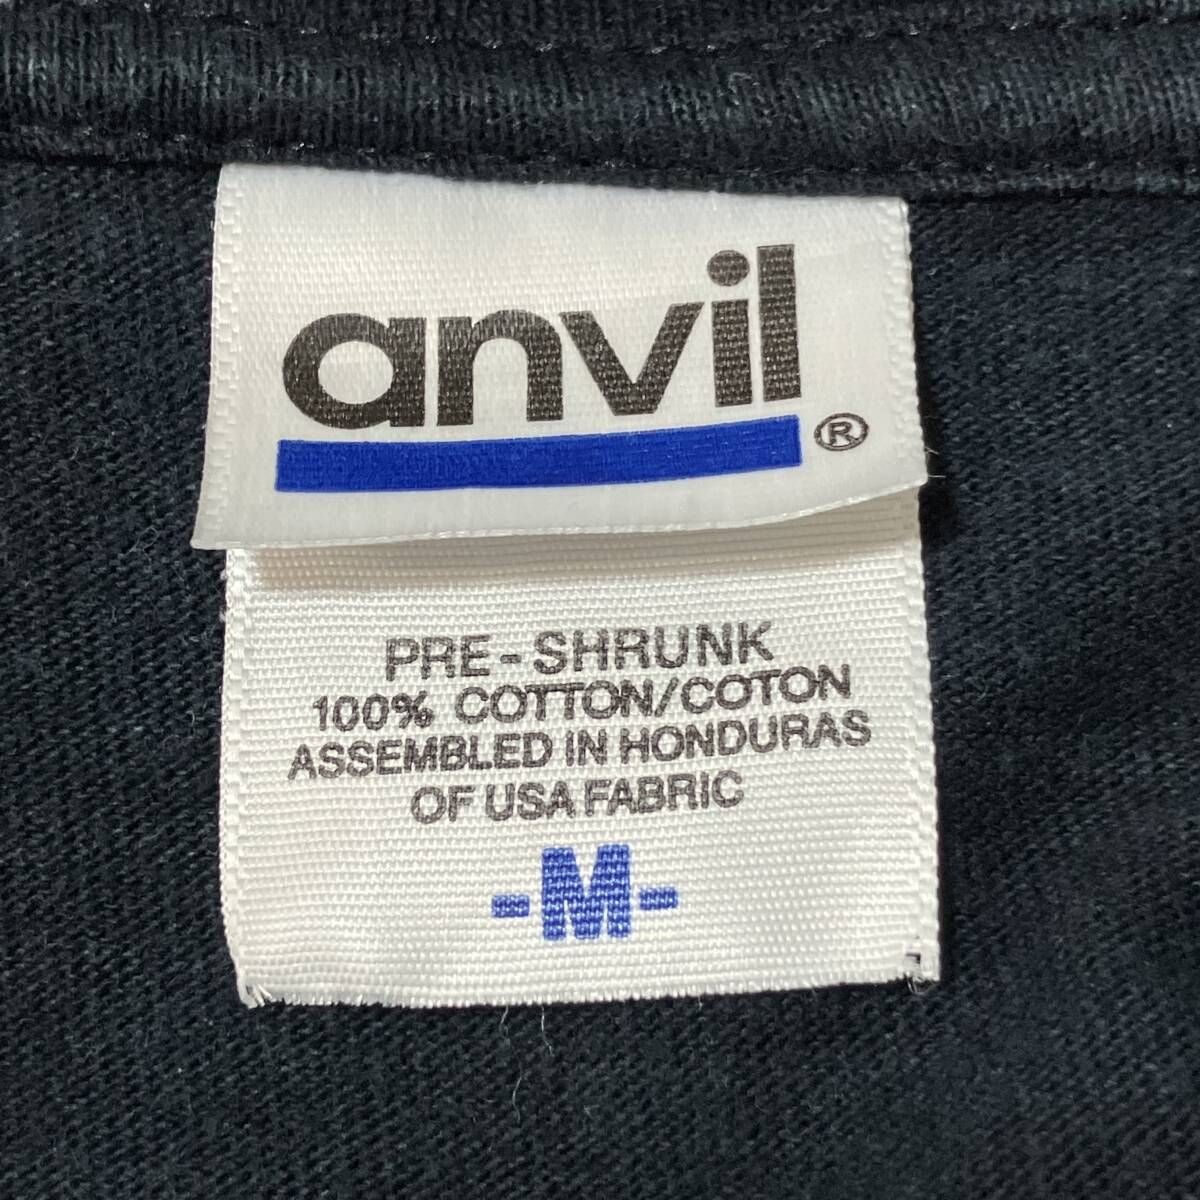 anvil ®
PRE-SHRUNK
100% COTTON/COTON
ASSEMBLED IN HONDURAS
OF USA FABRIC
-M-